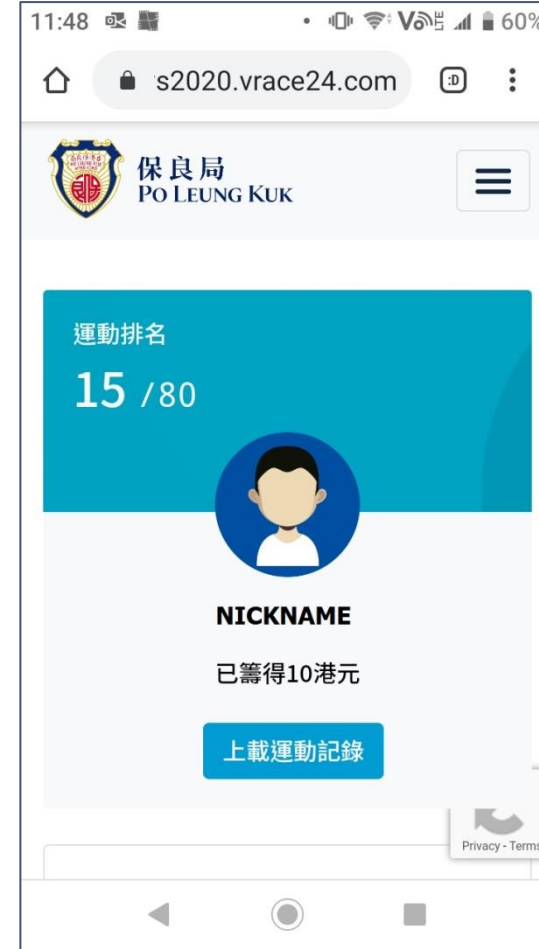 11:48
60%
's2020.vrace24.com
:D
保良局
PO LEUNG KUK
運動排名
15 /80
NICKNAME
已籌得10港元
上載運動記錄
Privacy - Terms